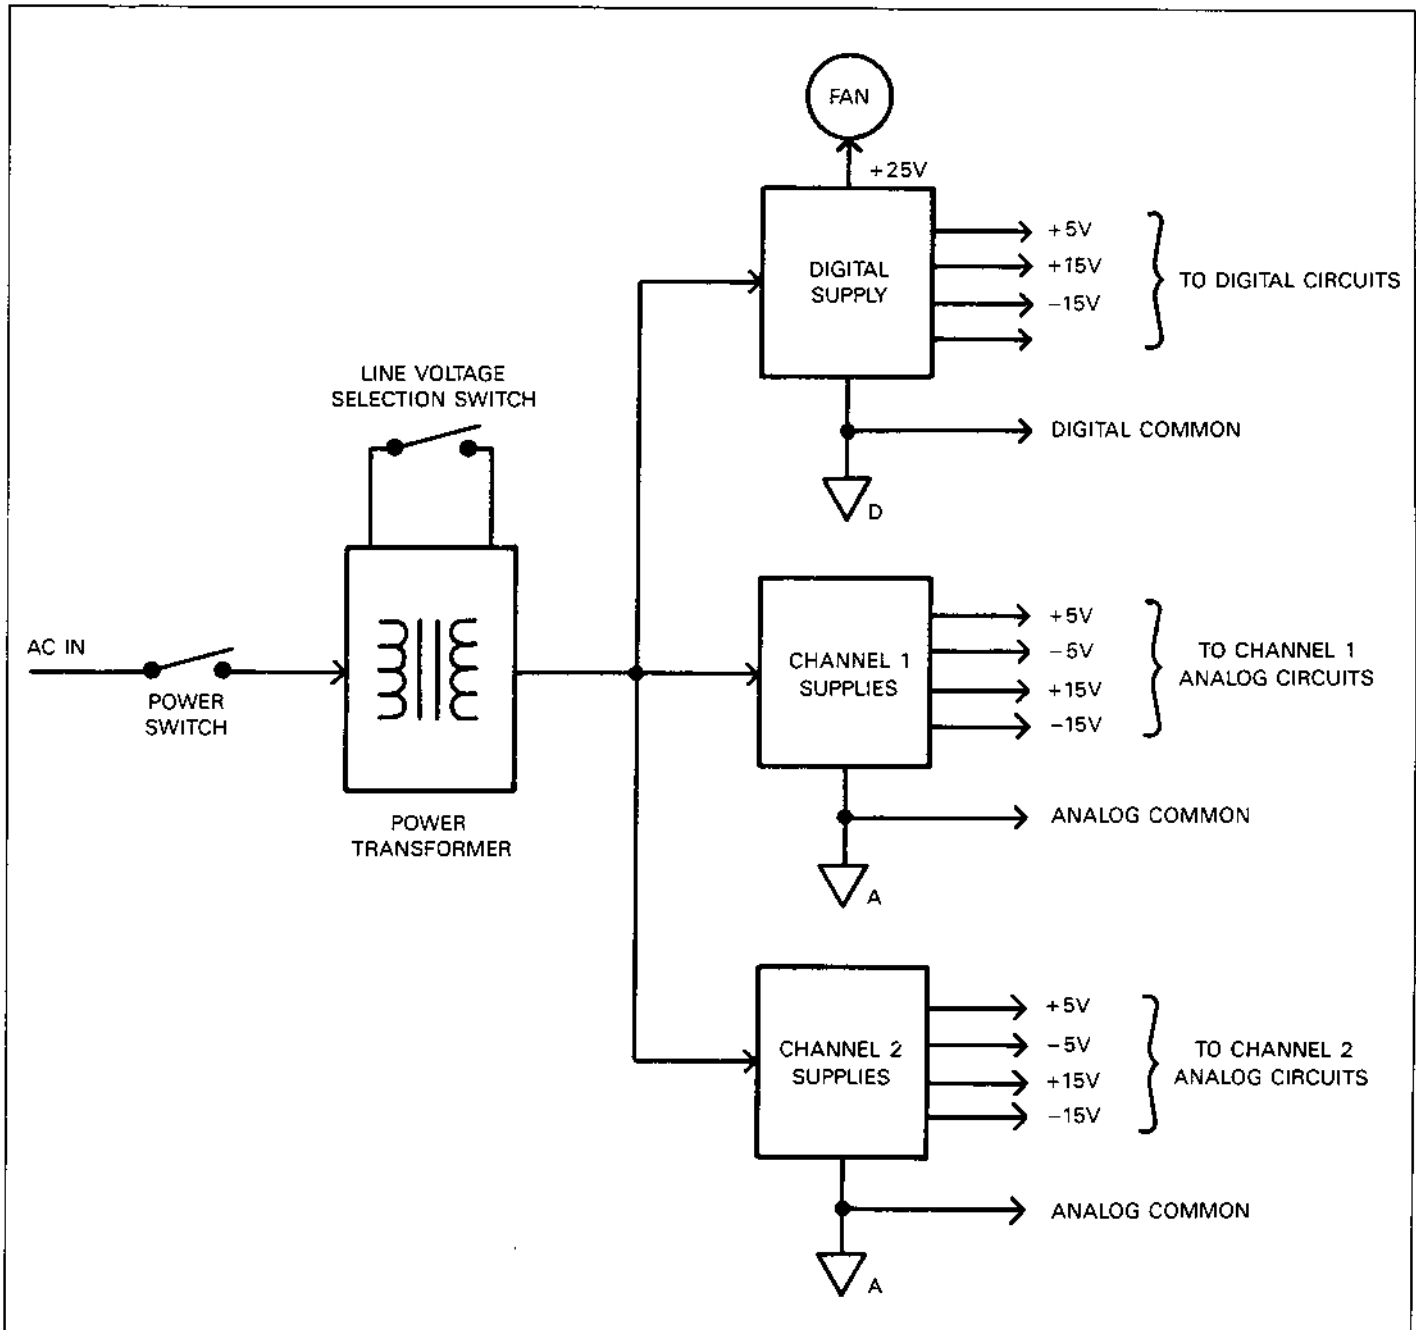 FAN
+25V
DIGITAL
SUPPLY
+5V
+15V
−15V
TO DIGITAL CIRCUITS
DIGITAL COMMON
D
LINE VOLTAGE
SELECTION SWITCH
AC IN
POWER
SWITCH
POWER
TRANSFORMER
CHANNEL 1
SUPPLIES
+5V
−5V
+15V
−15V
TO CHANNEL 1
ANALOG CIRCUITS
ANALOG COMMON
A
CHANNEL 2
SUPPLIES
+5V
−5V
+15V
−15V
TO CHANNEL 2
ANALOG CIRCUITS
ANALOG COMMON
A